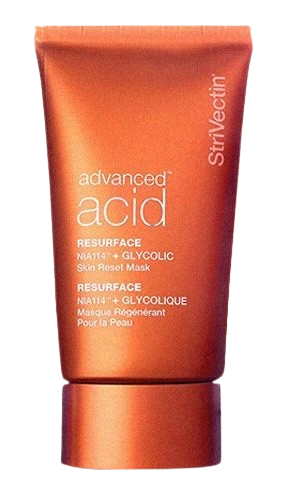 StriVectin®
advanced™
acid
RESURFACE
NIA114™ + GLYCOLIC
Skin Reset Mask
RESURFACE
NIA114™ + GLYCOLIQUE
Masque Régénérant
Pour la Peau